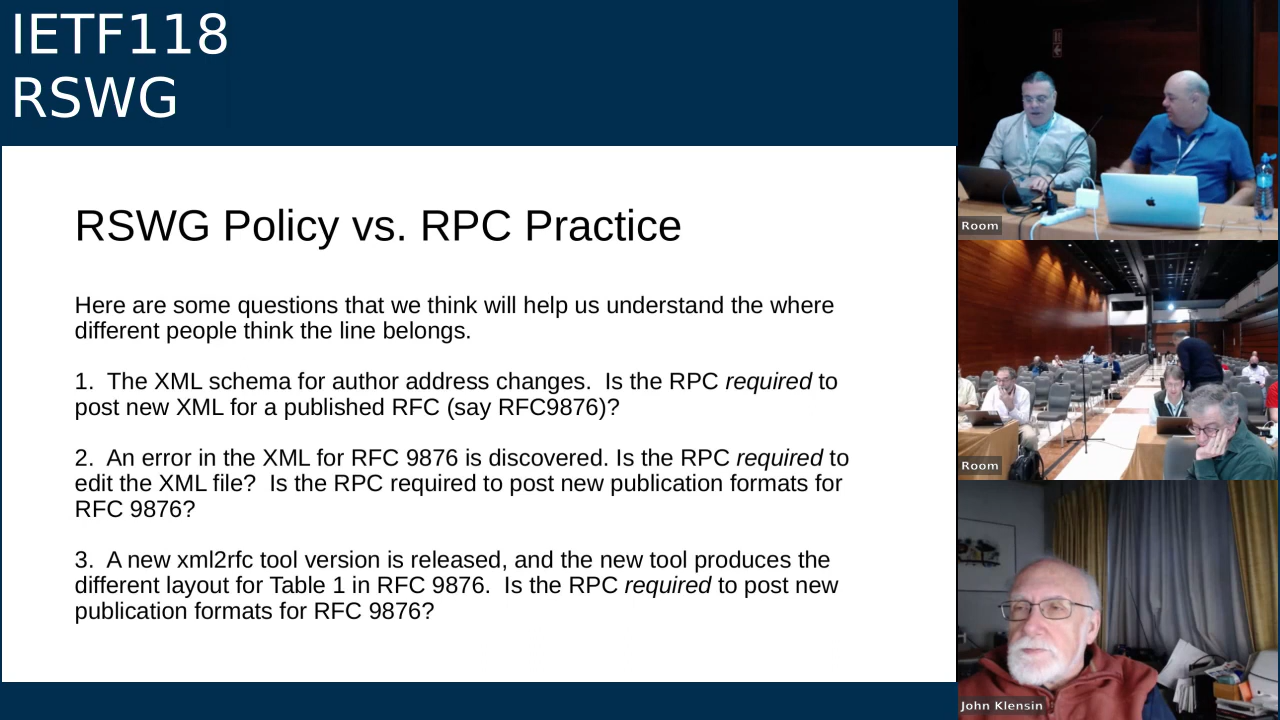 IETF118
RSWG
RSWG Policy vs. RPC Practice
Here are some questions that we think will help us understand the where
different people think the line belongs.
1.  The XML schema for author address changes.  Is the RPC required to
post new XML for a published RFC (say RFC9876)?
2.  An error in the XML for RFC 9876 is discovered. Is the RPC required to
edit the XML file?  Is the RPC required to post new publication formats for
RFC 9876?
3.  A new xml2rfc tool version is released, and the new tool produces the
different layout for Table 1 in RFC 9876.  Is the RPC required to post new
publication formats for RFC 9876?
Room
Room
John Klensin